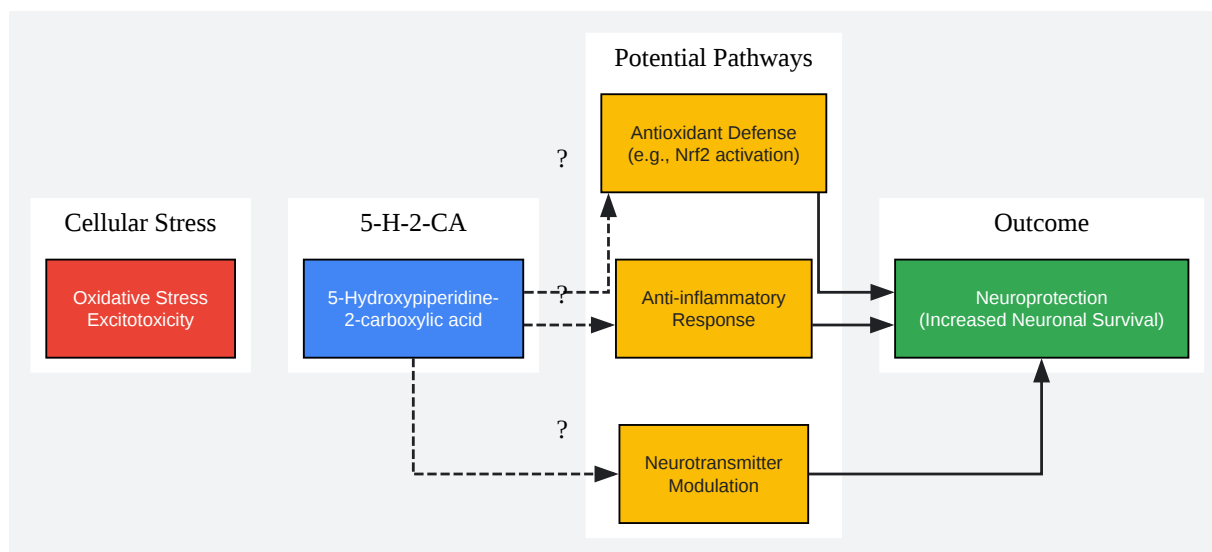 Potential Pathways
Antioxidant Defense
(e.g., Nrf2 activation)
?
Cellular Stress
5-H-2-CA
Outcome
Oxidative Stress
Excitotoxicity
5-Hydroxypiperidine-
2-carboxylic acid
?
Anti-inflammatory
Response
Neuroprotection
(Increased Neuronal Survival)
?
Neurotransmitter
Modulation